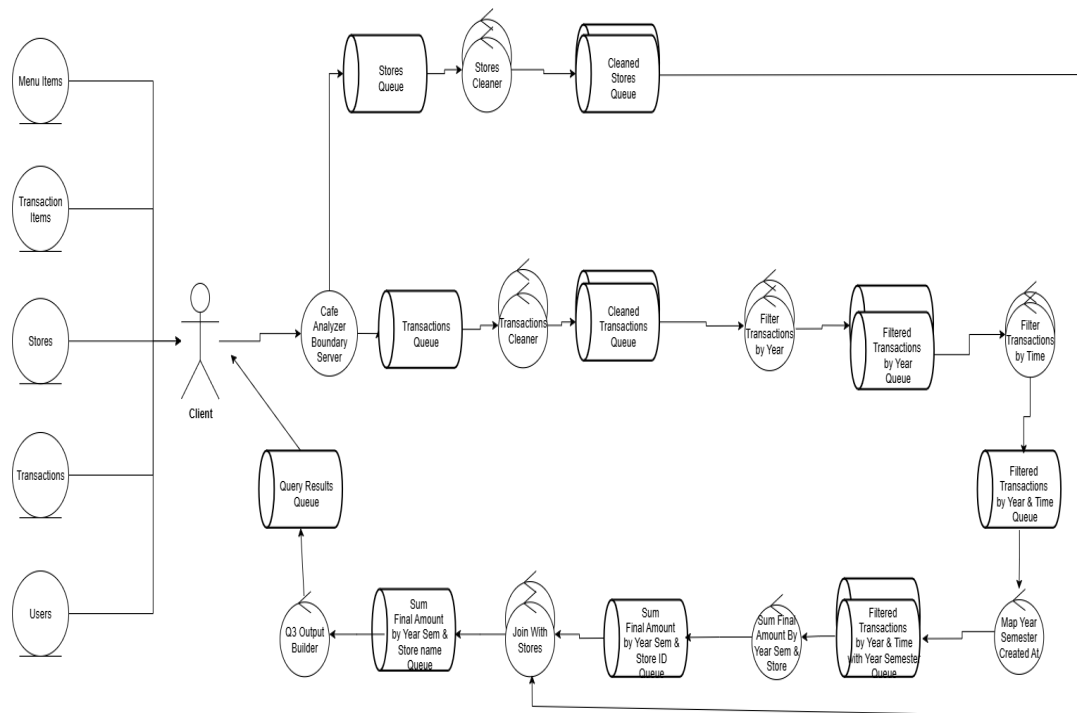 Menu Items
Transaction
Items
Stores
Transactions
Users
Client
Cafe
Analyzer
Boundary
Server
Stores
Queue
Stores
Cleaner
Cleaned
Stores
Queue
Transactions
Queue
Transactions
Cleaner
Cleaned
Transactions
Queue
Filter
Transactions
by Year
Filtered
Transactions
by Year
Queue
Filter
Transactions
by Time
Filtered
Transactions
by Year & Time
Queue
Map Year
Semester
Created At
Filtered
Transactions
by Year & Time
with Year Semester
Queue
Sum Final
Amount By
Year Sem &
Store
Sum
Final Amount
by Year Sem &
Store ID
Queue
Join With
Stores
Sum
Final Amount
by Year Sem &
Store name
Queue
Q3 Output
Builder
Query Results
Queue